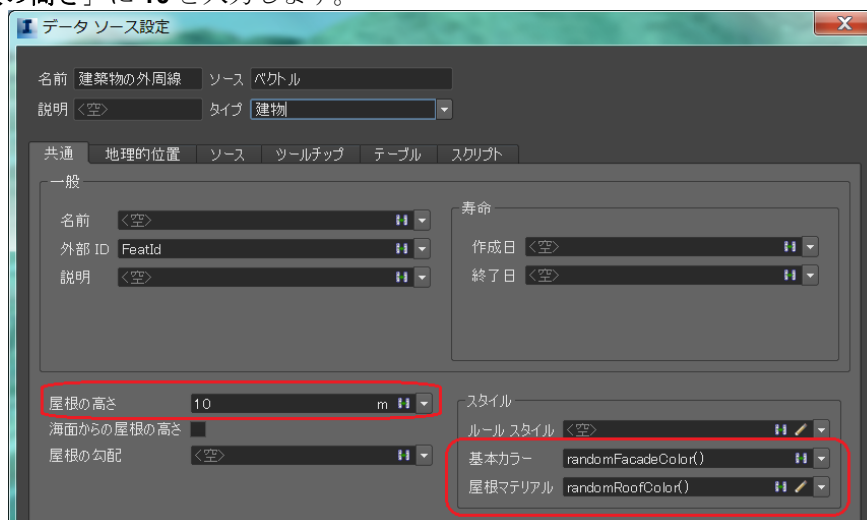 の高さ」に 10 を入力します。
データ ソース設定
名前 建築物の外周線 ソース ベクトル
説明 <空> タイプ 建物
共通 地理的位置 ソース ツールチップ テーブル スクリプト
一般
名前 <空>
外部 ID FeatId
説明 <空>
寿命
作成日 <空>
終了日 <空>
屋根の高さ 10 m
海面からの屋根の高さ
屋根の勾配 <空>
スタイル
ルール スタイル <空>
基本カラー randomFacadeColor()
屋根マテリアル randomRoofColor()